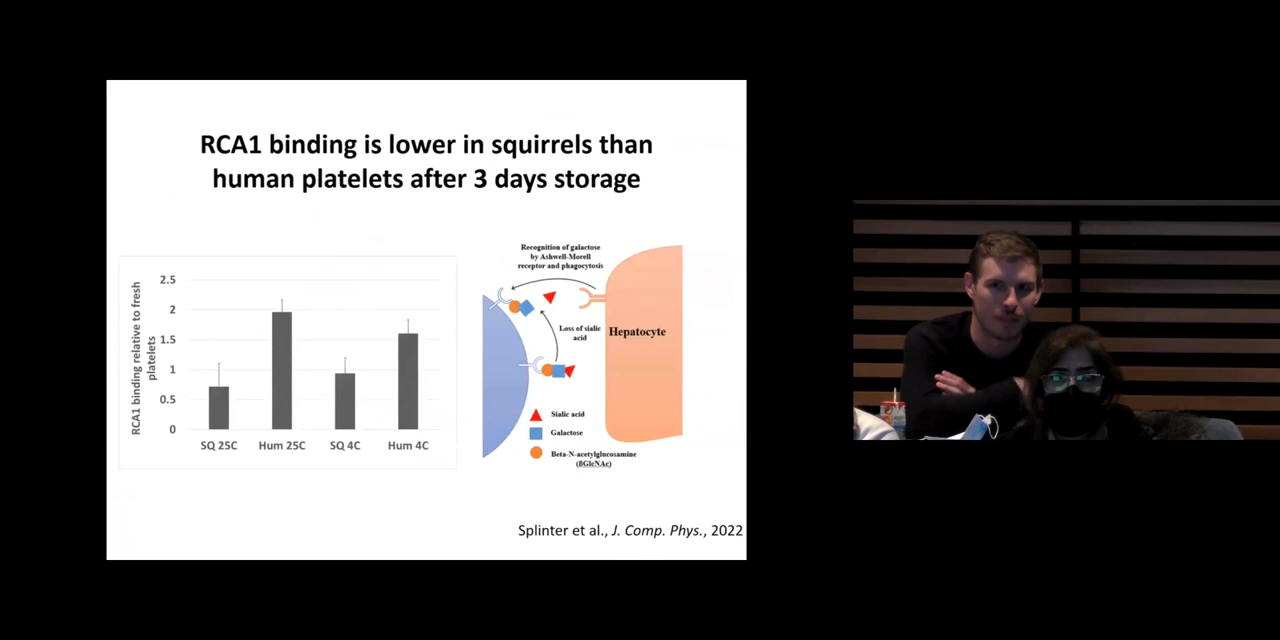 RCA1 binding is lower in squirrels than
human platelets after 3 days storage
RCA1 binding relative to fresh
platelets
2.5
2
1.5
1
0.5
0
SQ 25C
Hum 25C
SQ 4C
Hum 4C
Recognition of galactose
by Ashwell-Morell
receptor and phagocytosis
Loss of sialic
acid
Hepatocyte
Sialic acid
Galactose
Beta-N-acetylglucosamine
(βGlcNAc)
Splinter et al., J. Comp. Phys., 2022